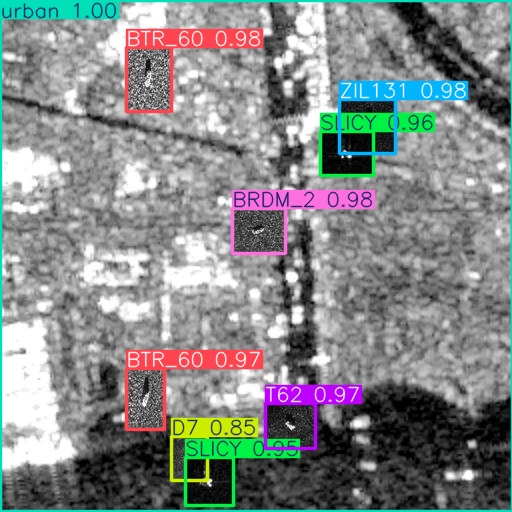 urban 1.00
BTR_60 0.98
ZIL131 0.98
SLICY 0.96
BRDM_2 0.98
BTR_60 0.97
T62 0.97
D7 0.85
SLICY 0.95